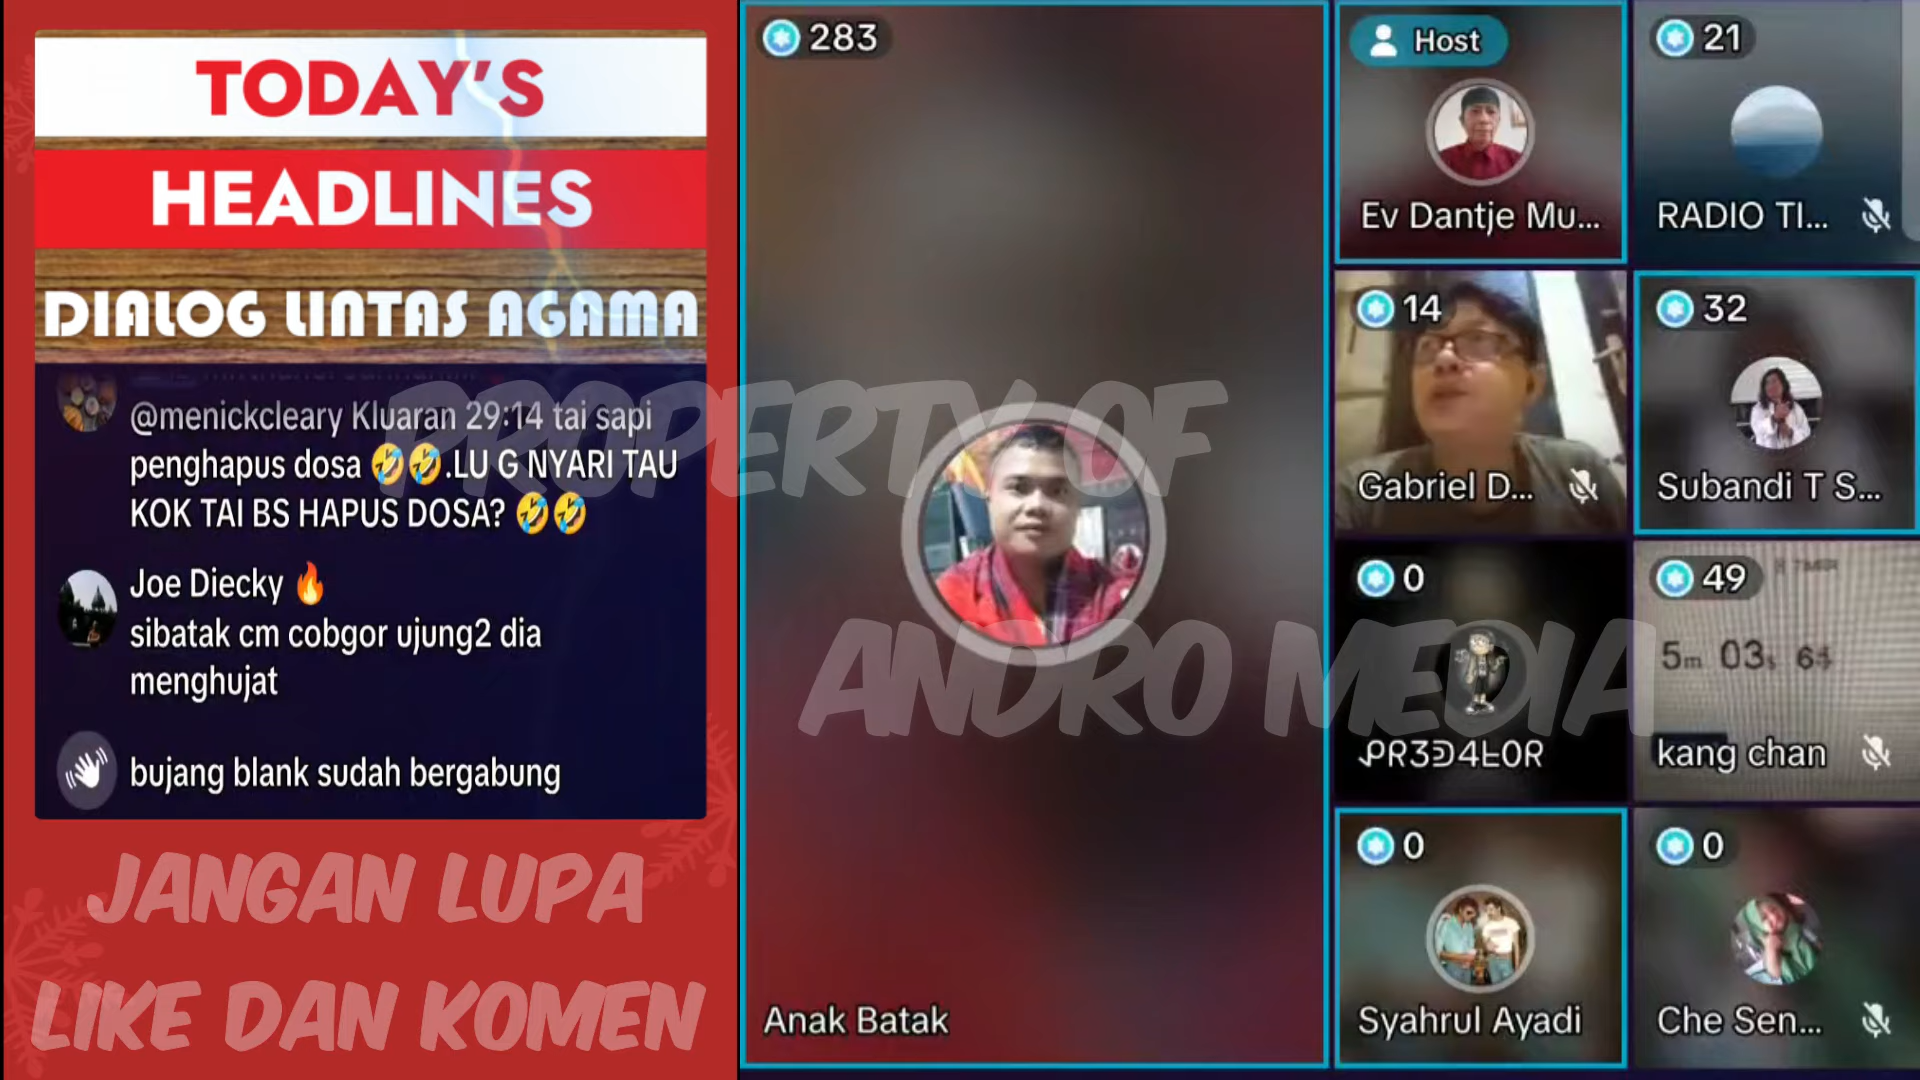 TODAY'S
HEADLINES
DIALOG LINTAS AGAMA
@menickcleary Kluaran 29:14 tai sapi
penghapus dosa 🤣🤣.LU G NYARI TAU
KOK TAI BS HAPUS DOSA? 🤣🤣
Joe Diecky 🔥
sibatak cm cobgor ujung2 dia
menghujat
bujang blank sudah bergabung
JANGAN LUPA
LIKE DAN KOMEN
283
Anak Batak
PROPERTY OF
ANDRO MEDIA
Host
Ev Dantje Mu...
21
RADIO TI...
14
Gabriel D...
32
Subandi T S...
0
ᏗR3Ꭰ4ȽOR
49
5m 03s
kang chan
0
Syahrul Ayadi
0
Che Sen...